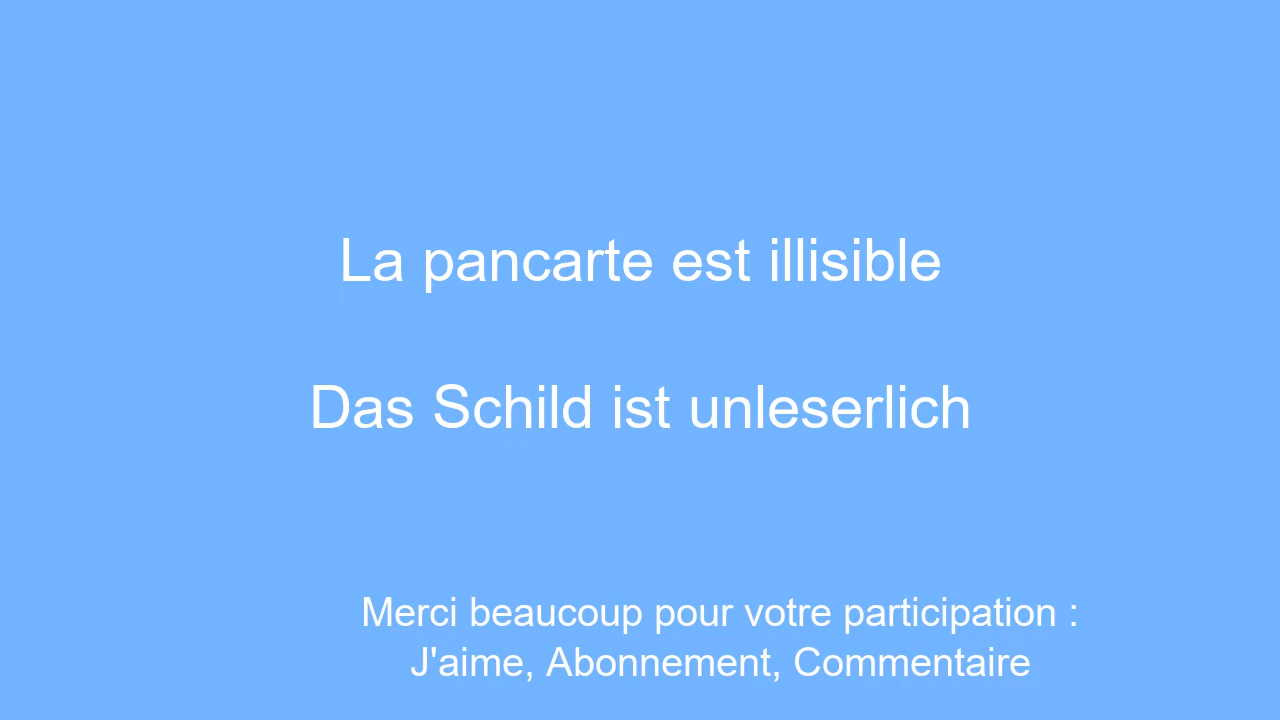 La pancarte est illisible
Das Schild ist unleserlich
Merci beaucoup pour votre participation :
J'aime, Abonnement, Commentaire